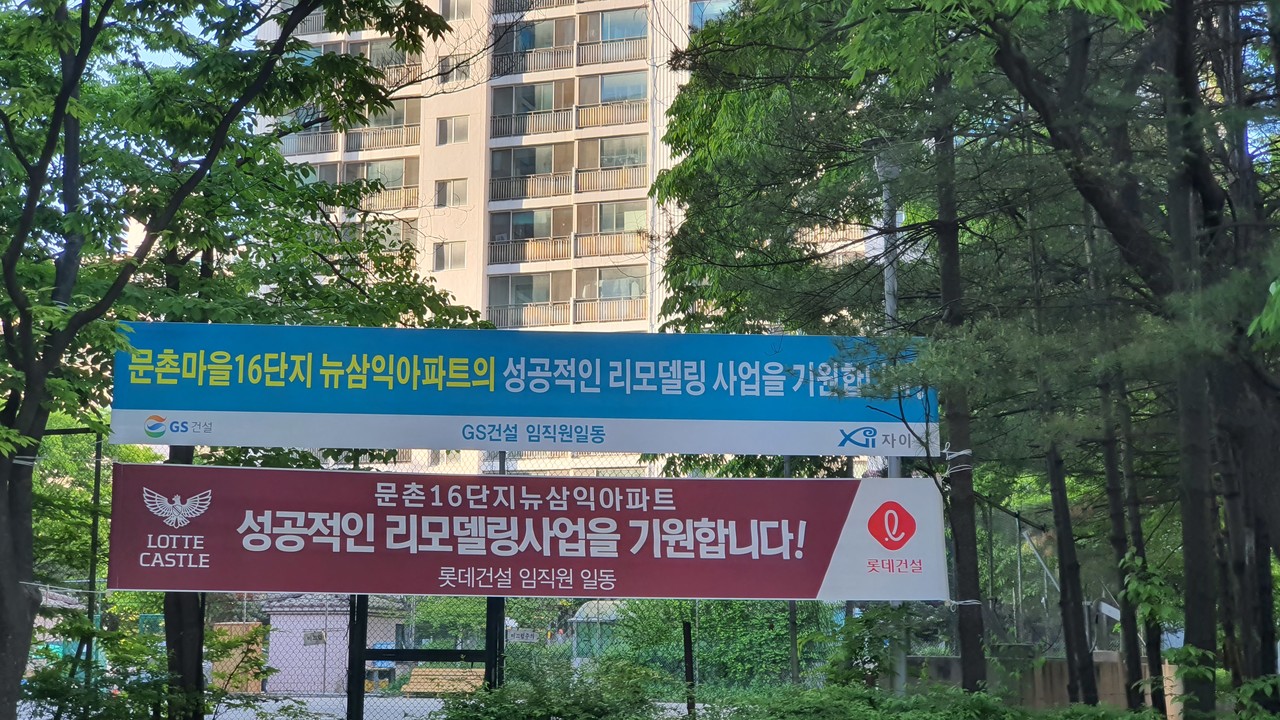 문촌마을16단지 뉴삼익아파트의 성공적인 리모델링 사업을 기원합니
GS건설
GS건설 임직원일동
Xii 자이
문촌16단지뉴삼익아파트
성공적인 리모델링사업을 기원합니다!
롯데건설 임직원 일동
LOTTE
CASTLE
롯데건설